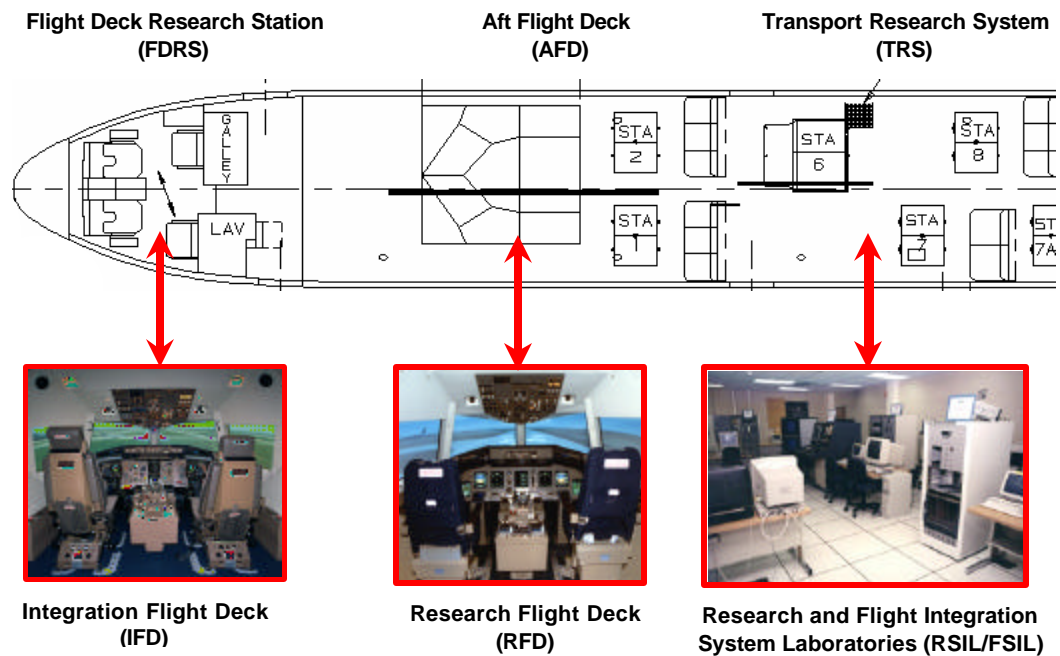 Flight Deck Research Station
(FDRS)
Aft Flight Deck
(AFD)
Transport Research System
(TRS)
GALLEY
LAV
STA
2
STA
1
STA
6
STA
8
STA
7
ST
7A
Integration Flight Deck
(IFD)
Research Flight Deck
(RFD)
Research and Flight Integration
System Laboratories (RSIL/FSIL)